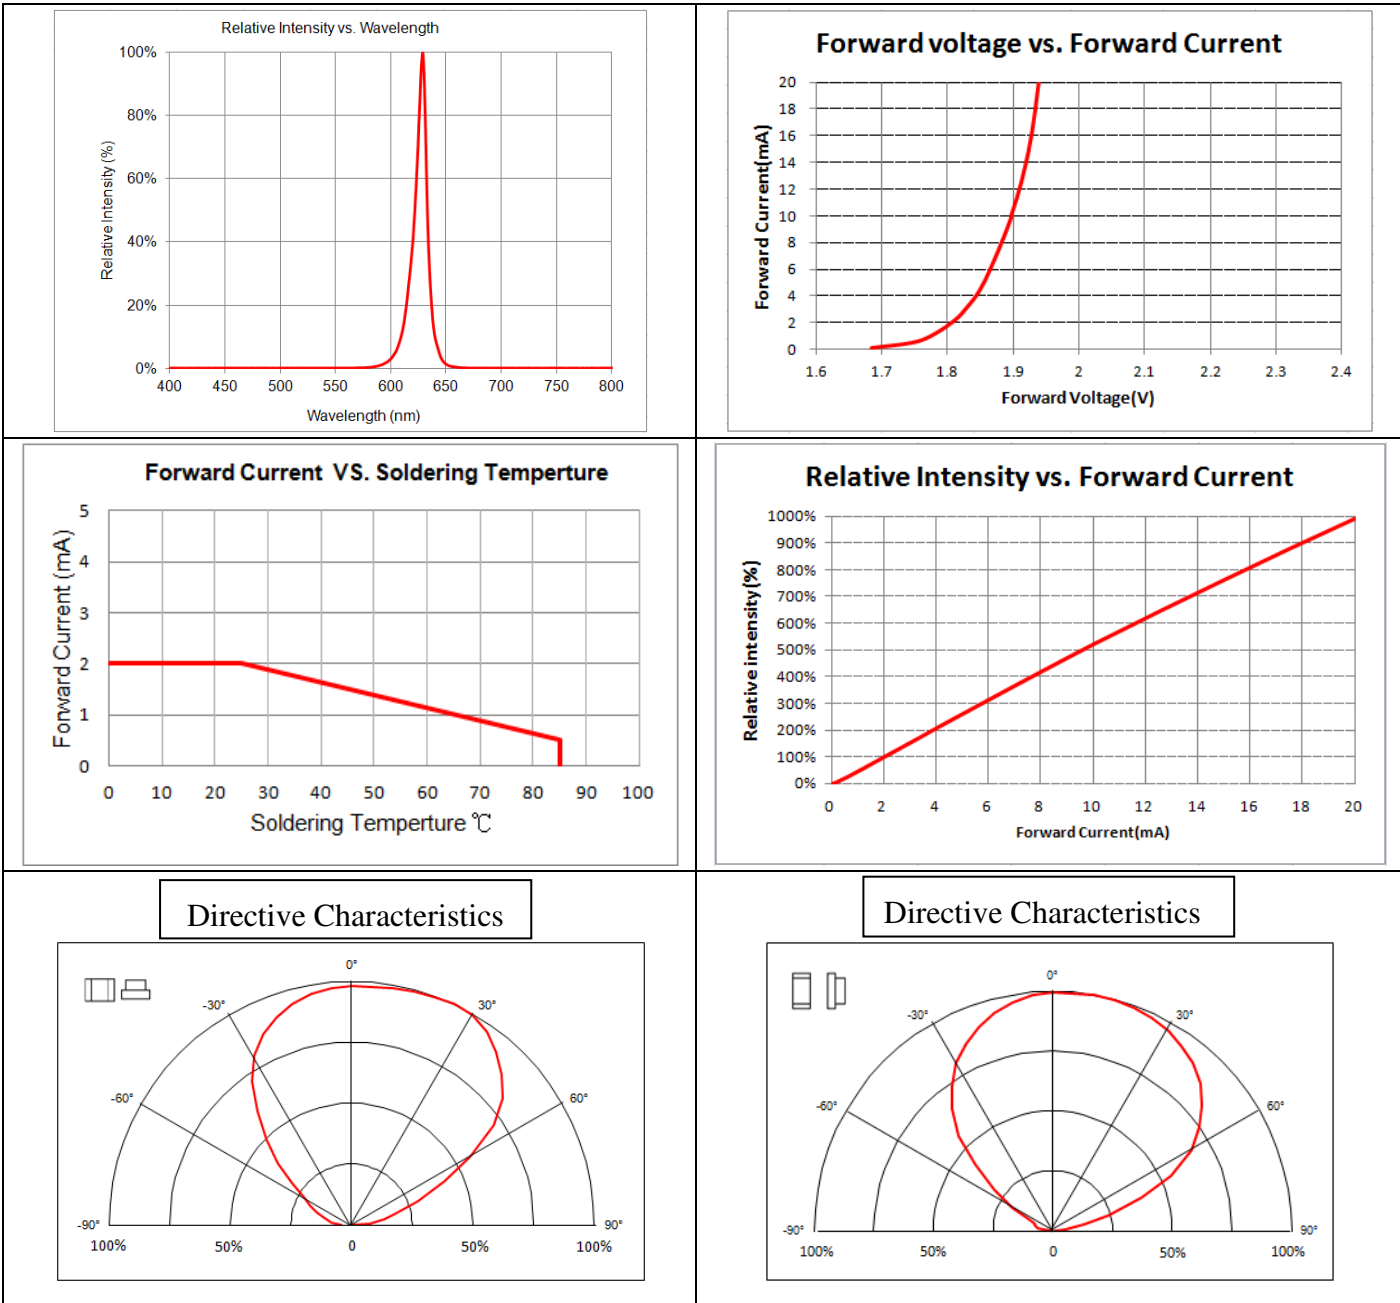 Relative Intensity vs. Wavelength
100%
80%
60%
40%
20%
0%
Relative Intensity (%)
400 450 500 550 600 650 700 750 800
Wavelength (nm)
Forward voltage vs. Forward Current
20
18
16
14
12
10
8
6
4
2
0
Forward Current(mA)
1.6 1.7 1.8 1.9 2 2.1 2.2 2.3 2.4
Forward Voltage(V)
Forward Current VS. Soldering Temperture
5
4
3
2
1
0
Forward Current (mA)
0 10 20 30 40 50 60 70 80 90 100
Soldering Temperture ℃
Relative Intensity vs. Forward Current
1000%
900%
800%
700%
600%
500%
400%
300%
200%
100%
0%
Relative intensity(%)
0 2 4 6 8 10 12 14 16 18 20
Forward Current(mA)
Directive Characteristics
0°
-30° 30°
-60° 60°
-90° 90°
100% 50% 0 50% 100%
Directive Characteristics
0°
-30° 30°
-60° 60°
-90° 90°
100% 50% 0 50% 100%